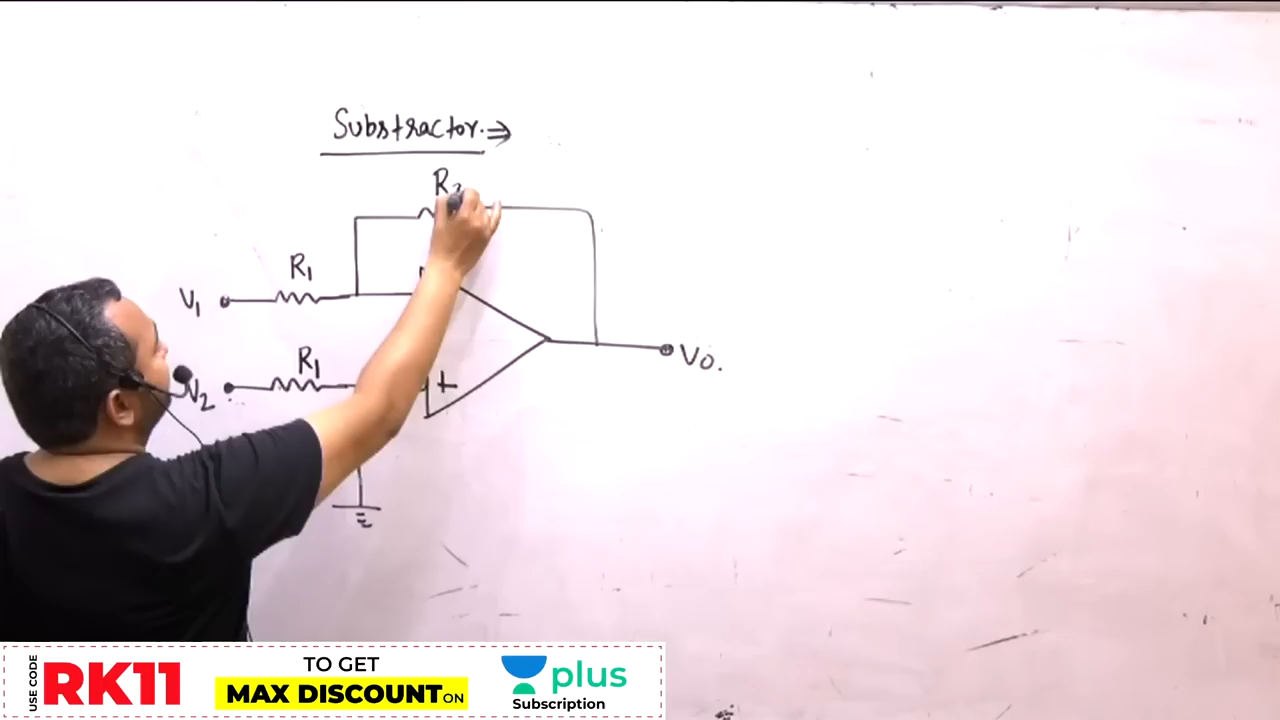 Substractor. ⇒
R2
R1
V1
R1
V2
+
Vo.
USE CODE
RK11
TO GET
MAX DISCOUNT ON
plus
Subscription